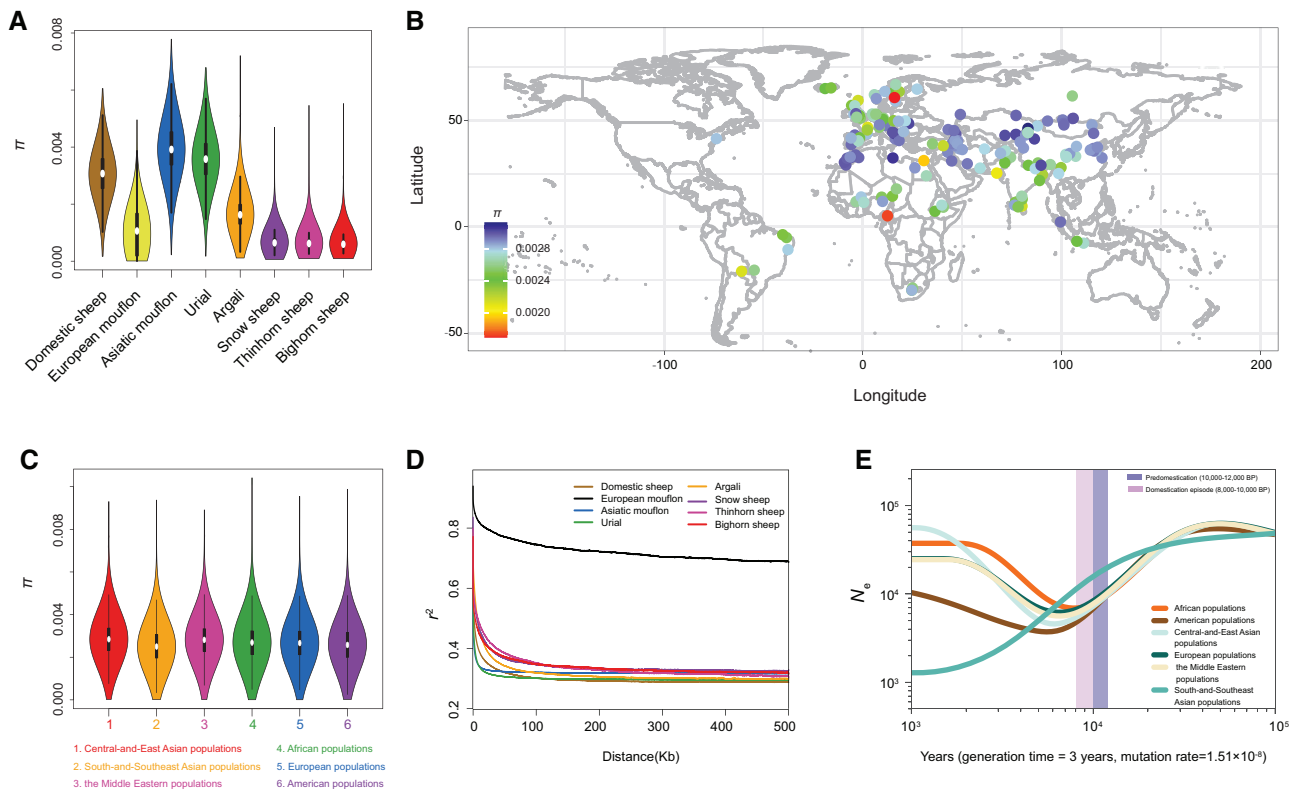 A
0.008
0.004
0.000
π
Domestic sheep
European mouflon
Asiatic mouflon
Urial
Argali
Snow sheep
Thinhorn sheep
Bighorn sheep
B
50
0
-50
Latitude
π
0.0028
0.0024
0.0020
-100
0
100
200
Longitude
C
0.008
0.004
0.000
π
1
2
3
4
5
6
1. Central-and-East Asian populations
2. South-and-Southeast Asian populations
3. the Middle Eastern populations
4. African populations
5. European populations
6. American populations
D
0.8
0.6
0.4
0.2
r²
Domestic sheep
European mouflon
Asiatic mouflon
Urial
Argali
Snow sheep
Thinhorn sheep
Bighorn sheep
0
100
200
300
400
500
Distance(Kb)
E
Predomestication (10,000-12,000 BP)
Domestication episode (8,000-10,000 BP)
10⁵
10⁴
10³
Nₑ
African populations
American populations
Central-and-East Asian
populations
European populations
the Middle Eastern
populations
South-and-Southeast
Asian populations
10³
10⁴
10⁵
Years (generation time = 3 years, mutation rate=1.51×10⁻⁸)